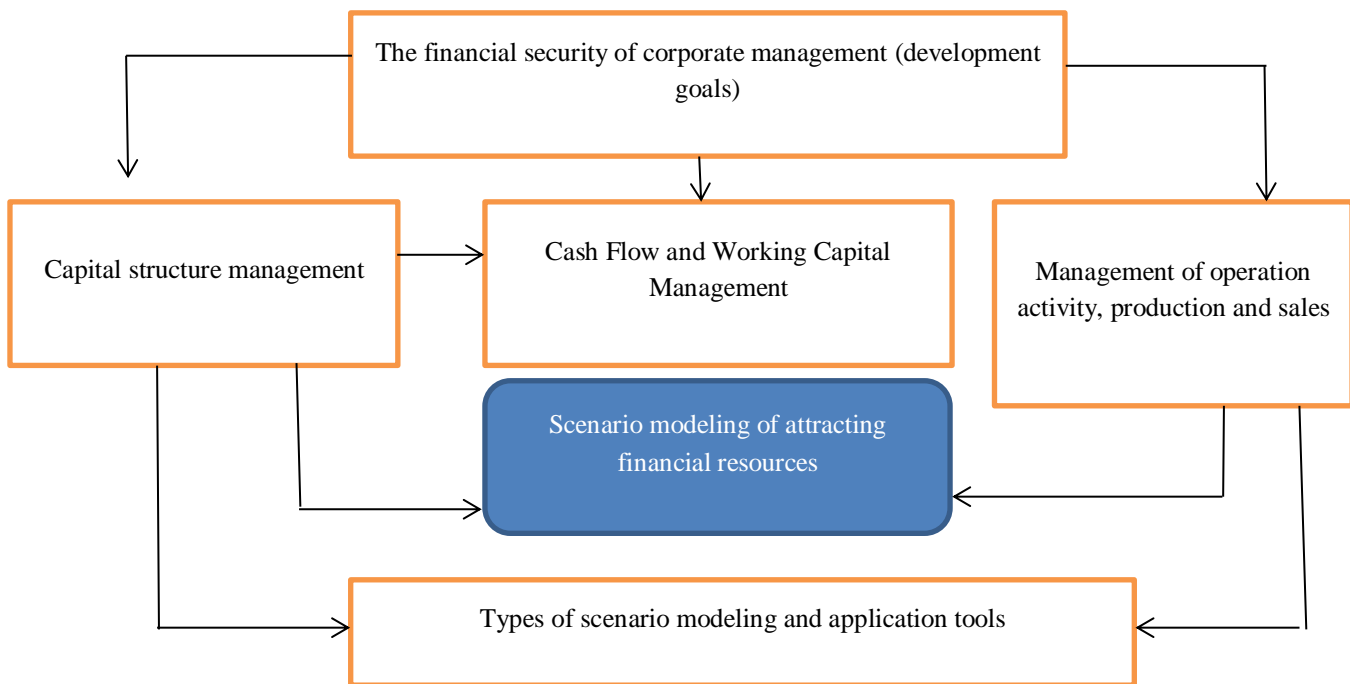 The financial security of corporate management (development
goals)
Capital structure management
Cash Flow and Working Capital
Management
Management of operation
activity, production and sales
Scenario modeling of attracting
financial resources
Types of scenario modeling and application tools